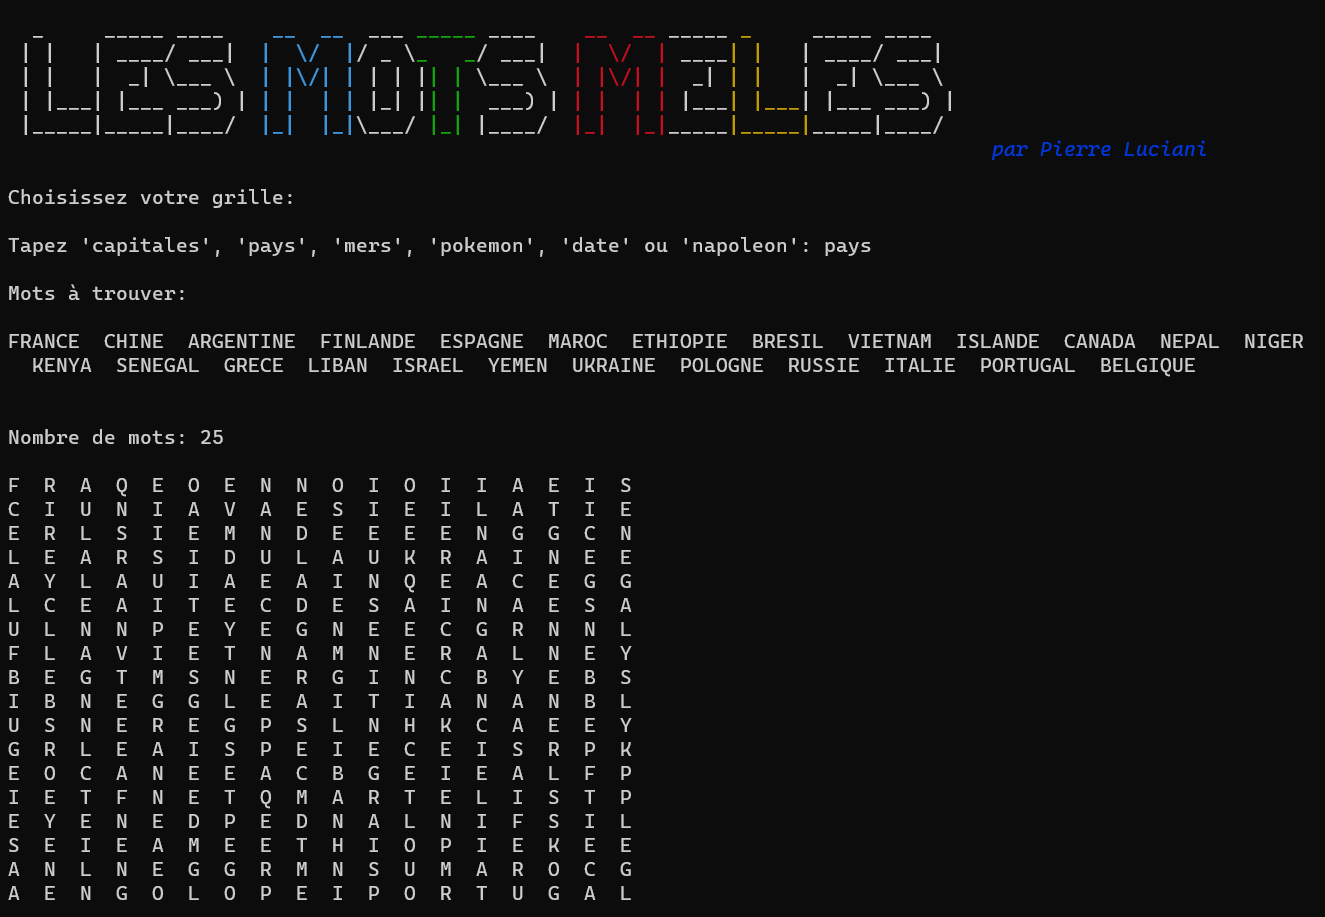 LES MOTS MELES
par Pierre Luciani
Choisissez votre grille:
Tapez 'capitales', 'pays', 'mers', 'pokemon', 'date' ou 'napoleon': pays
Mots à trouver:
FRANCE CHINE ARGENTINE FINLANDE ESPAGNE MAROC ETHIOPIE BRESIL VIETNAM ISLANDE CANADA NEPAL NIGER
KENYA SENEGAL GRECE LIBAN ISRAEL YEMEN UKRAINE POLOGNE RUSSIE ITALIE PORTUGAL BELGIQUE
Nombre de mots: 25
F R A Q E O E N N O I O I I A E I S
C I U N I A V A E S I E I L A T I E
E R L S I E M N D E E E E N G G C N
L E A R S I D U L A U K R A I N E E
A Y L A U I A E A I N Q E A C E G G
L C E A I T E C D E S A I N A E S A
U L N N P E Y E G N E E C G R N N L
F L A V I E T N A M N E R A L N E Y
B E G T M S N E R G I N C B Y E B S
I B N E G G L E A I T I A N A N B L
U S N E R E G P S L N H K C A E E Y
G R L E A I S P E I E C E I S R P K
E O C A N E E A C B G E I E A L F P
I E T F N E T Q M A R T E L I S T P
E Y E N E D P E D N A L N I F S I L
S E I E A M E E T H I O P I E K E E
A N L N E G G R M N S U M A R O C G
A E N G O L O P E I P O R T U G A L